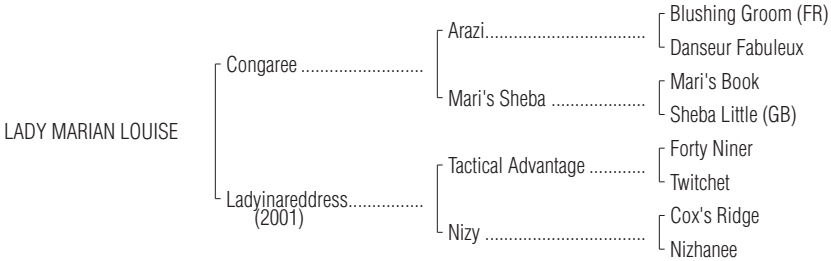 Blushing Groom (FR)
Arazi
Danseur Fabuleux
Congaree
Mari's Book
Mari's Sheba
Sheba Little (GB)
LADY MARIAN LOUISE
Forty Niner
Tactical Advantage
Twitchet
Ladyinareddress
(2001)
Cox's Ridge
Nizy
Nizhanee